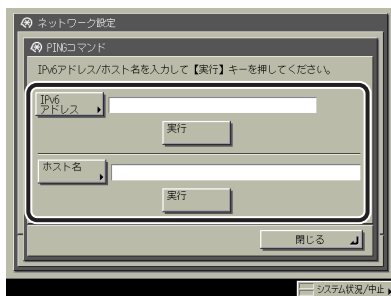 ネットワーク設定
PINGコマンド
IPv6アドレス/ホスト名を入力して【実行】キーを押してください。
IPv6
アドレス
実行
ホスト名
実行
閉じる
システム状況/中止